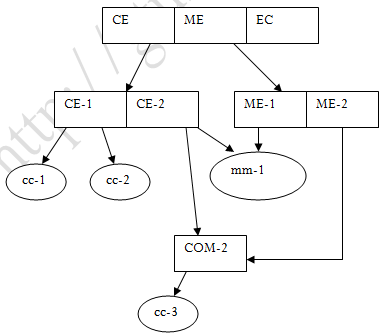 CE ME EC
CE-1 CE-2 ME-1 ME-2
cc-1 cc-2 mm-1
COM-2
cc-3
http://